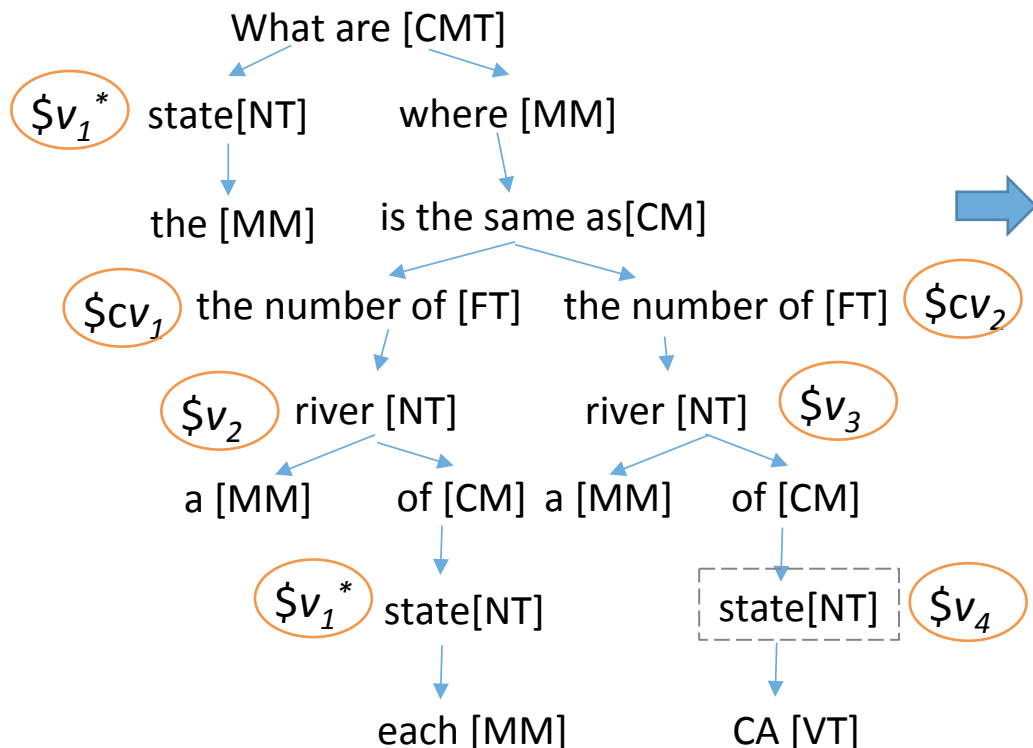 What are [CMT]
$v1* state[NT] where [MM]
the [MM] is the same as[CM]
$cv1 the number of [FT] the number of [FT] $cv2
$v2 river [NT] river [NT] $v3
a [MM] of [CM] a [MM] of [CM]
$v1* state[NT] state[NT] $v4
each [MM] CA [VT]